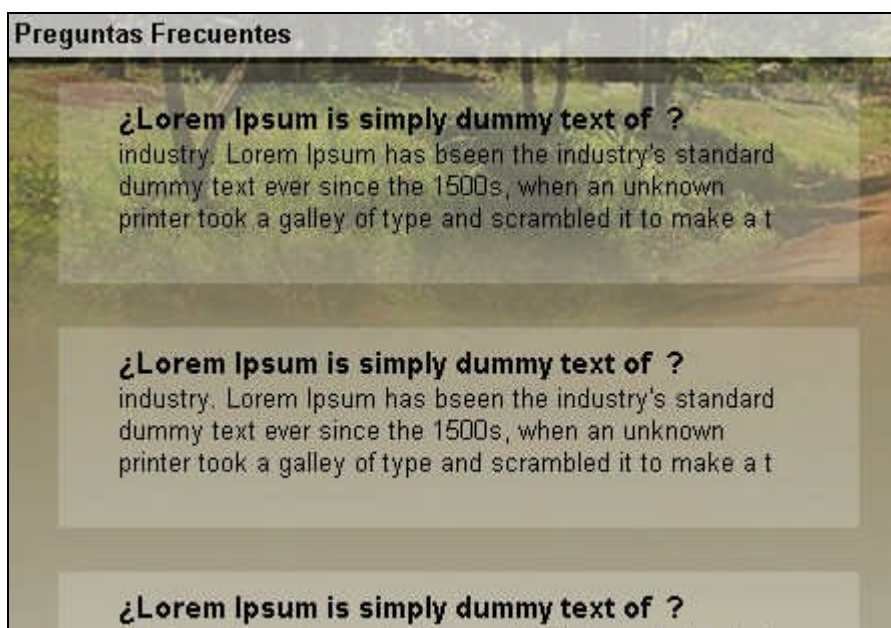 Preguntas Frecuentes
¿Lorem Ipsum is simply dummy text of ?
industry. Lorem Ipsum has bseen the industry's standard
dummy text ever since the 1500s, when an unknown
printer took a galley of type and scrambled it to make a t
¿Lorem Ipsum is simply dummy text of ?
industry. Lorem Ipsum has bseen the industry's standard
dummy text ever since the 1500s, when an unknown
printer took a galley of type and scrambled it to make a t
¿Lorem Ipsum is simply dummy text of ?